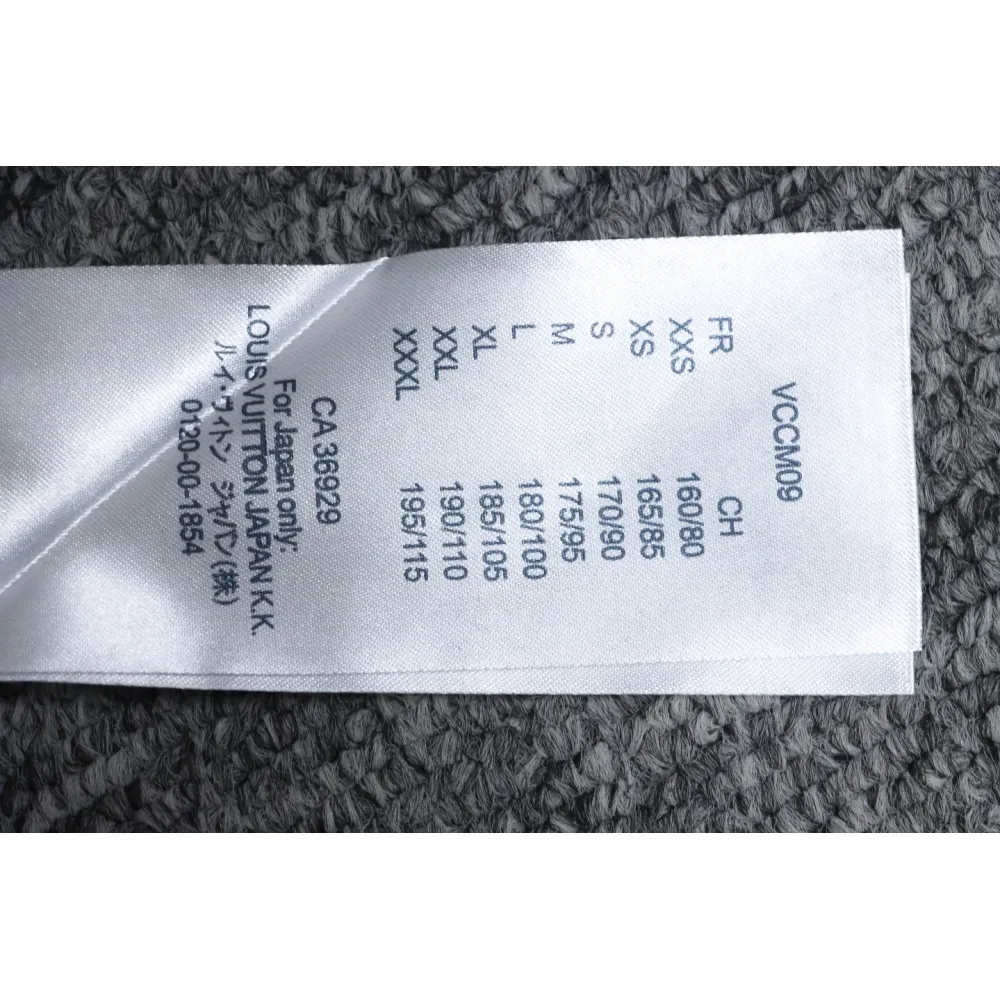 VCCM09
FR CH
XXS 160/80
XS 165/85
S 170/90
M 175/95
L 180/100
XL 185/105
XXL 190/110
XXXL 195/115
CA 36929
For Japan only:
LOUIS VUITTON JAPAN K.K.
ルイ・ヴィトン ジャパン(株)
0120-00-1854